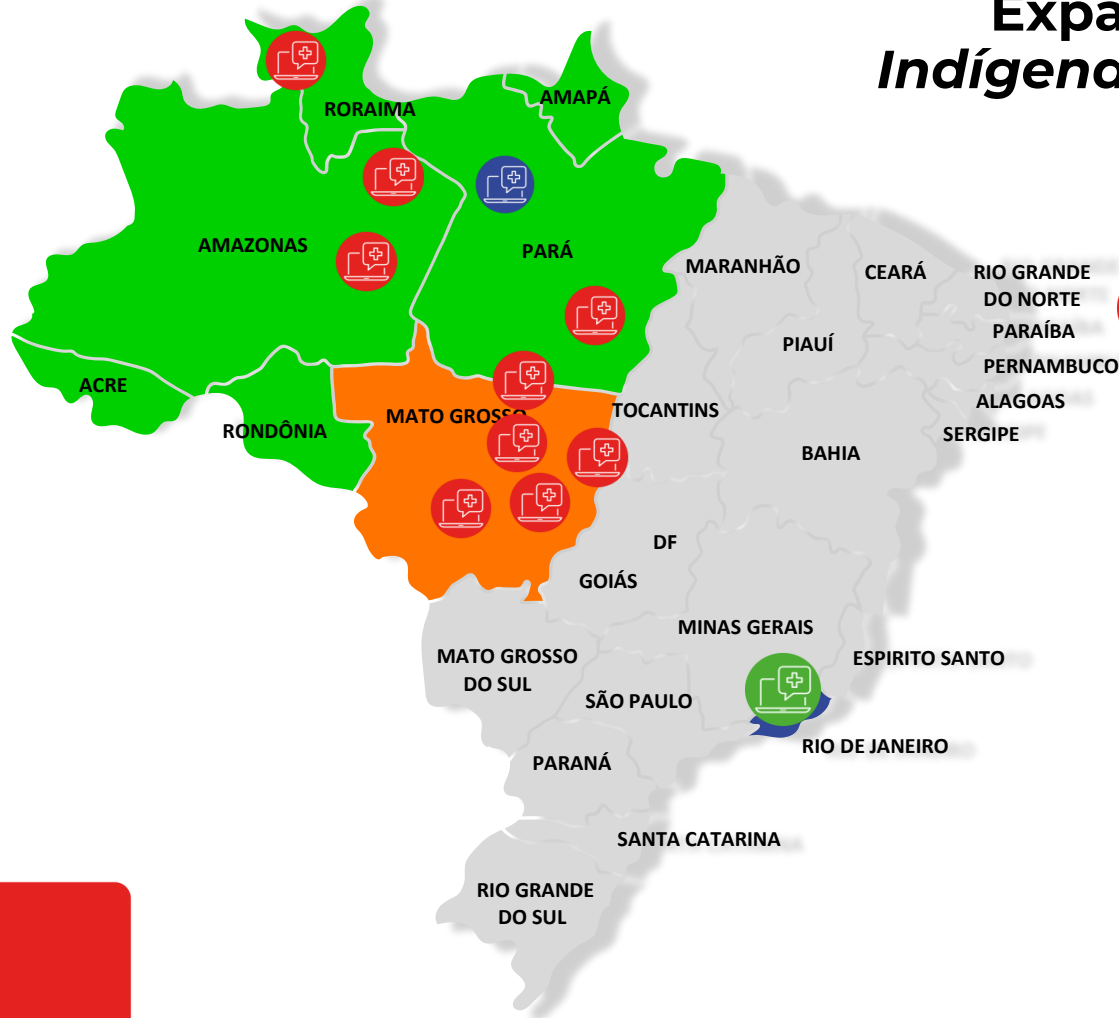 Expa
Indígena
RORAIMA
AMAPÁ
AMAZONAS
PARÁ
MARANHÃO
CEARÁ
RIO GRANDE
DO NORTE
PARAÍBA
PIAUÍ
PERNAMBUCO
ACRE
ALAGOAS
MATO GROSSO
TOCANTINS
RONDÔNIA
SERGIPE
BAHIA
DF
GOIÁS
MINAS GERAIS
ESPIRITO SANTO
MATO GROSSO
DO SUL
SÃO PAULO
RIO DE JANEIRO
PARANÁ
SANTA CATARINA
RIO GRANDE
DO SUL